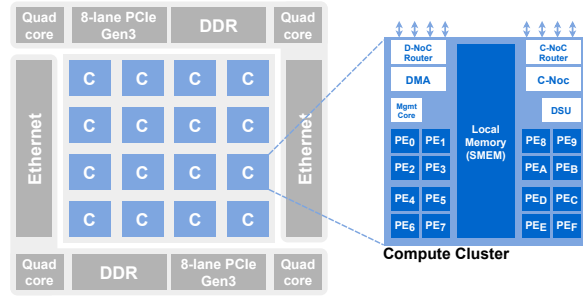 Quad
core
8-lane PCIe
Gen3
DDR
Quad
core
Ethernet
C C C C
C C C C
C C C C
C C C C
Ethernet
Quad
core
DDR
8-lane PCIe
Gen3
Quad
core
D-NoC
Router
C-NoC
Router
DMA
C-Noc
Mgmt
Core
DSU
Local
Memory
(SMEM)
PE0 PE1
PE8 PE9
PE2 PE3
PEA PEB
PE4 PE5
PED PEC
PE6 PE7
PEE PEF
Compute Cluster